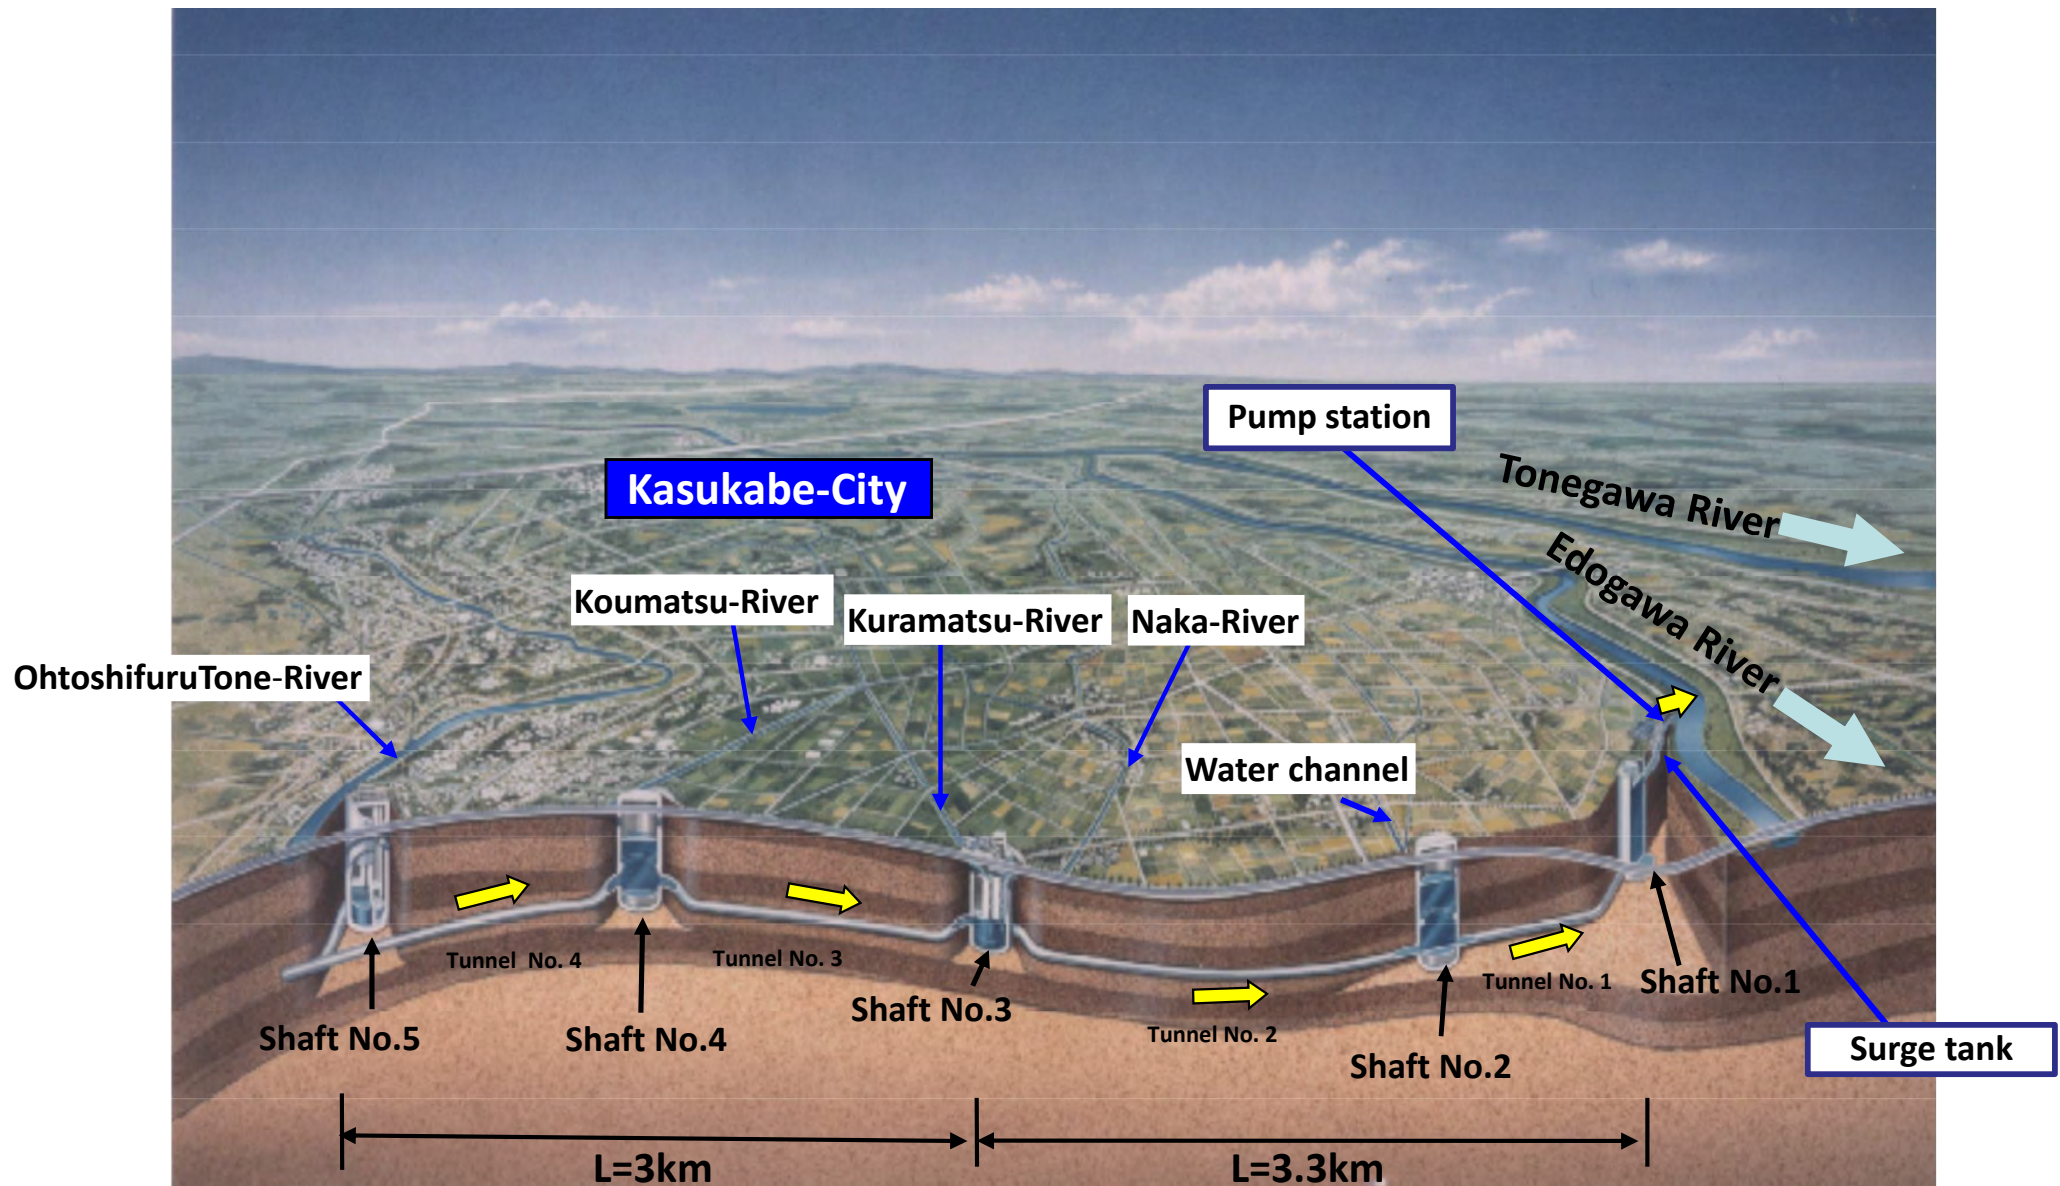 Pump station
Tonegawa River
Kasukabe-City
Edogawa River
Koumatsu-River
Kuramatsu-River
Naka-River
OhtoshifuruTone-River
Water channel
Tunnel No. 4
Tunnel No. 3
Tunnel No. 1
Shaft No.1
Shaft No.3
Shaft No.5
Shaft No.4
Tunnel No. 2
Shaft No.2
Surge tank
L=3km
L=3.3km